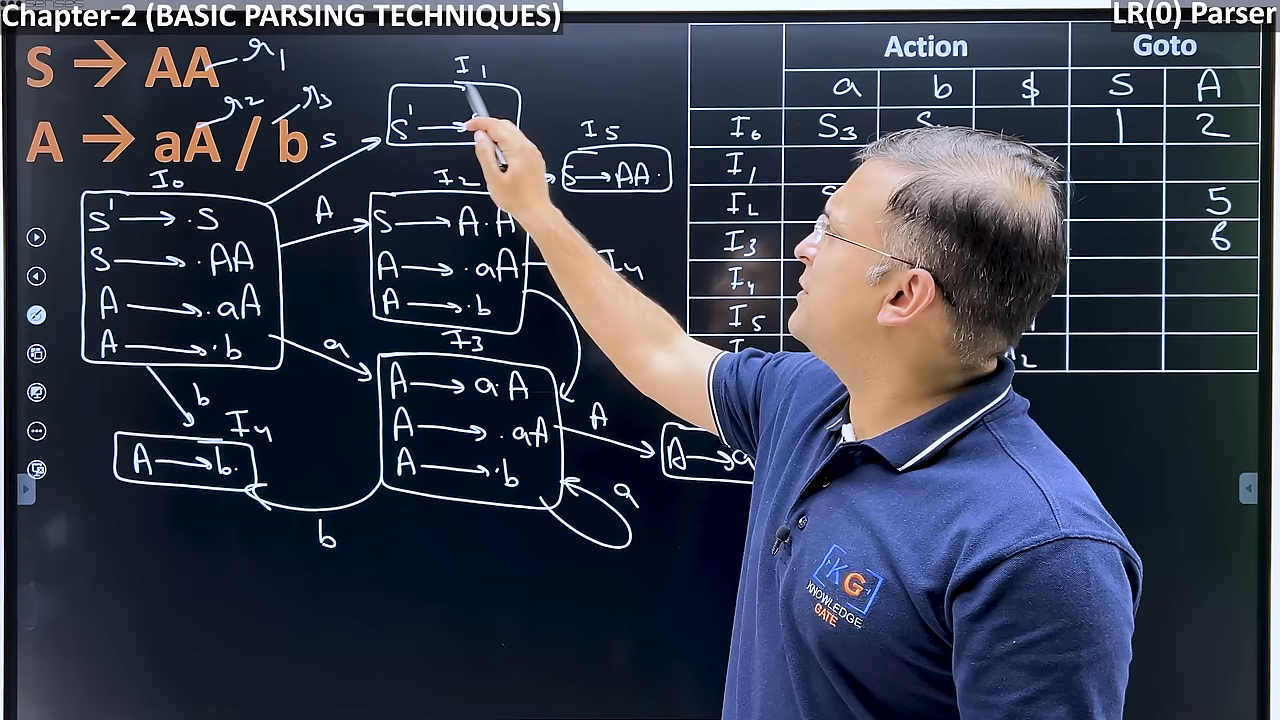 Chapter-2 (BASIC PARSING TECHNIQUES)
LR(0) Parser
S → AA r1
A → aA / b r2 r3
I0
S' → .S
S → .AA
A → .aA
A → .b
S
A
a
b
I1
S' →
I2
S → A.A
A → .aA
A → .b
I5
S → AA.
I4
I3
A → a.A
A → .aA
A → .b
A
a
b
I4
A → b.
A → a
Action Goto
a b $ S A
I0 S3 S 1 2
I1
I2 5
I3 6
I4
I5
KG
KNOWLEDGE
GATE